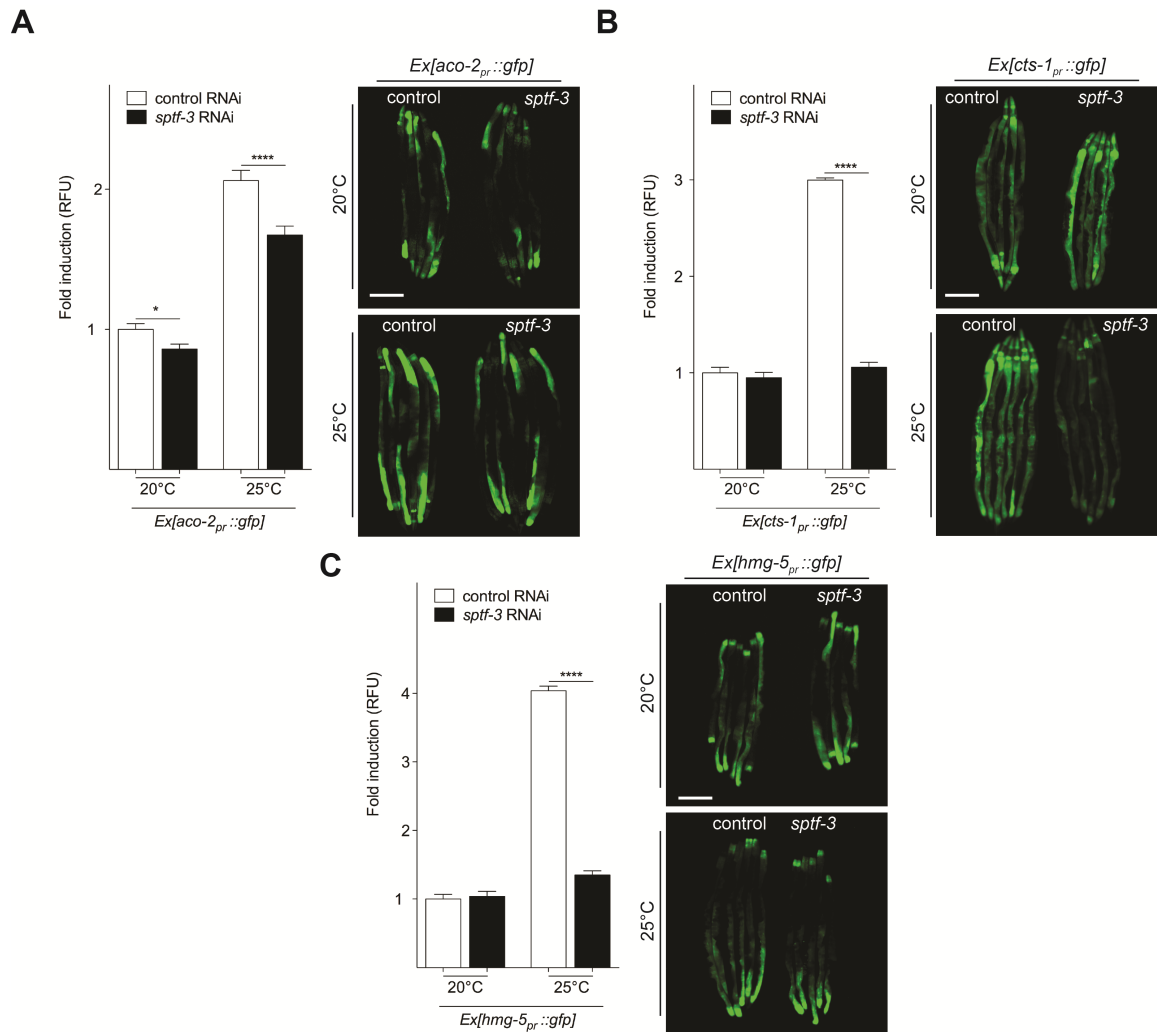 A
Ex[aco-2pr::gfp]
control RNAi
sptf-3 RNAi
Fold induction (RFU)
2
1
****
*
20°C
25°C
Ex[aco-2pr::gfp]
control
sptf-3
20°C
control
sptf-3
25°C
B
Ex[cts-1pr::gfp]
control RNAi
sptf-3 RNAi
Fold induction (RFU)
3
2
1
****
20°C
25°C
Ex[cts-1pr::gfp]
control
sptf-3
20°C
control
sptf-3
25°C
C
Ex[hmg-5pr::gfp]
control RNAi
sptf-3 RNAi
Fold induction (RFU)
4
3
2
1
****
20°C
25°C
Ex[hmg-5pr::gfp]
control
sptf-3
20°C
control
sptf-3
25°C